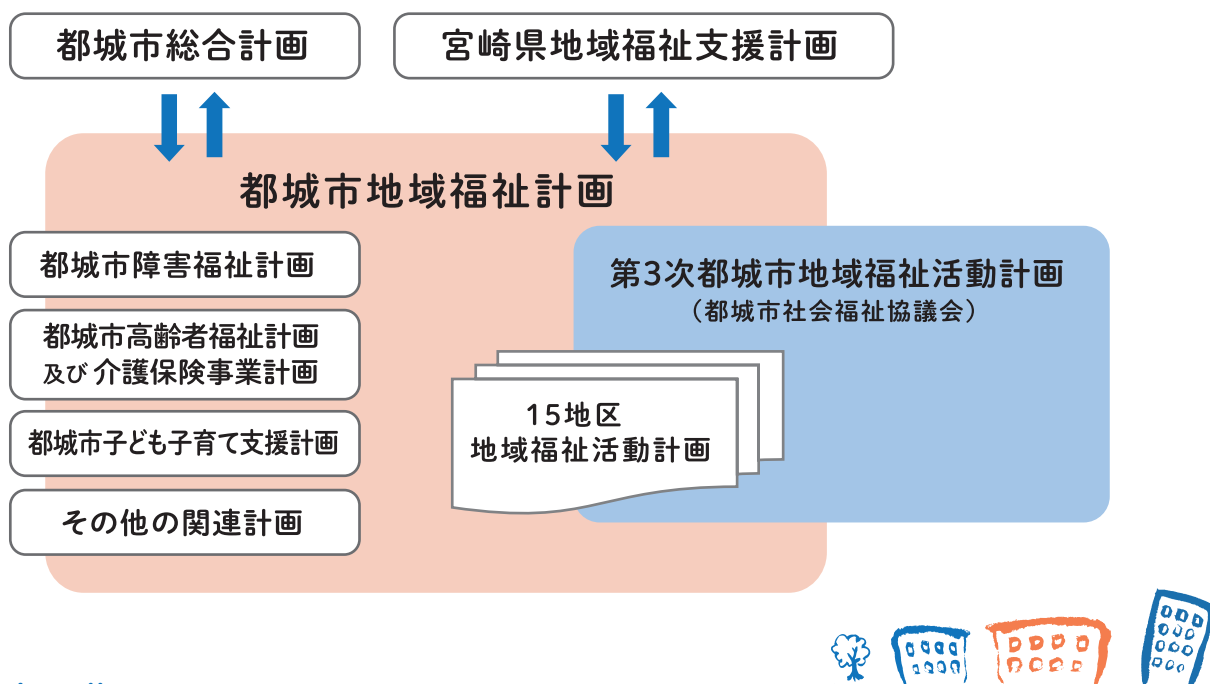 都城市総合計画
宮崎県地域福祉支援計画
都城市地域福祉計画
都城市障害福祉計画
都城市高齢者福祉計画
及び介護保険事業計画
都城市子ども子育て支援計画
その他の関連計画
第3次都城市地域福祉活動計画
（都城市社会福祉協議会）
15地区
地域福祉活動計画